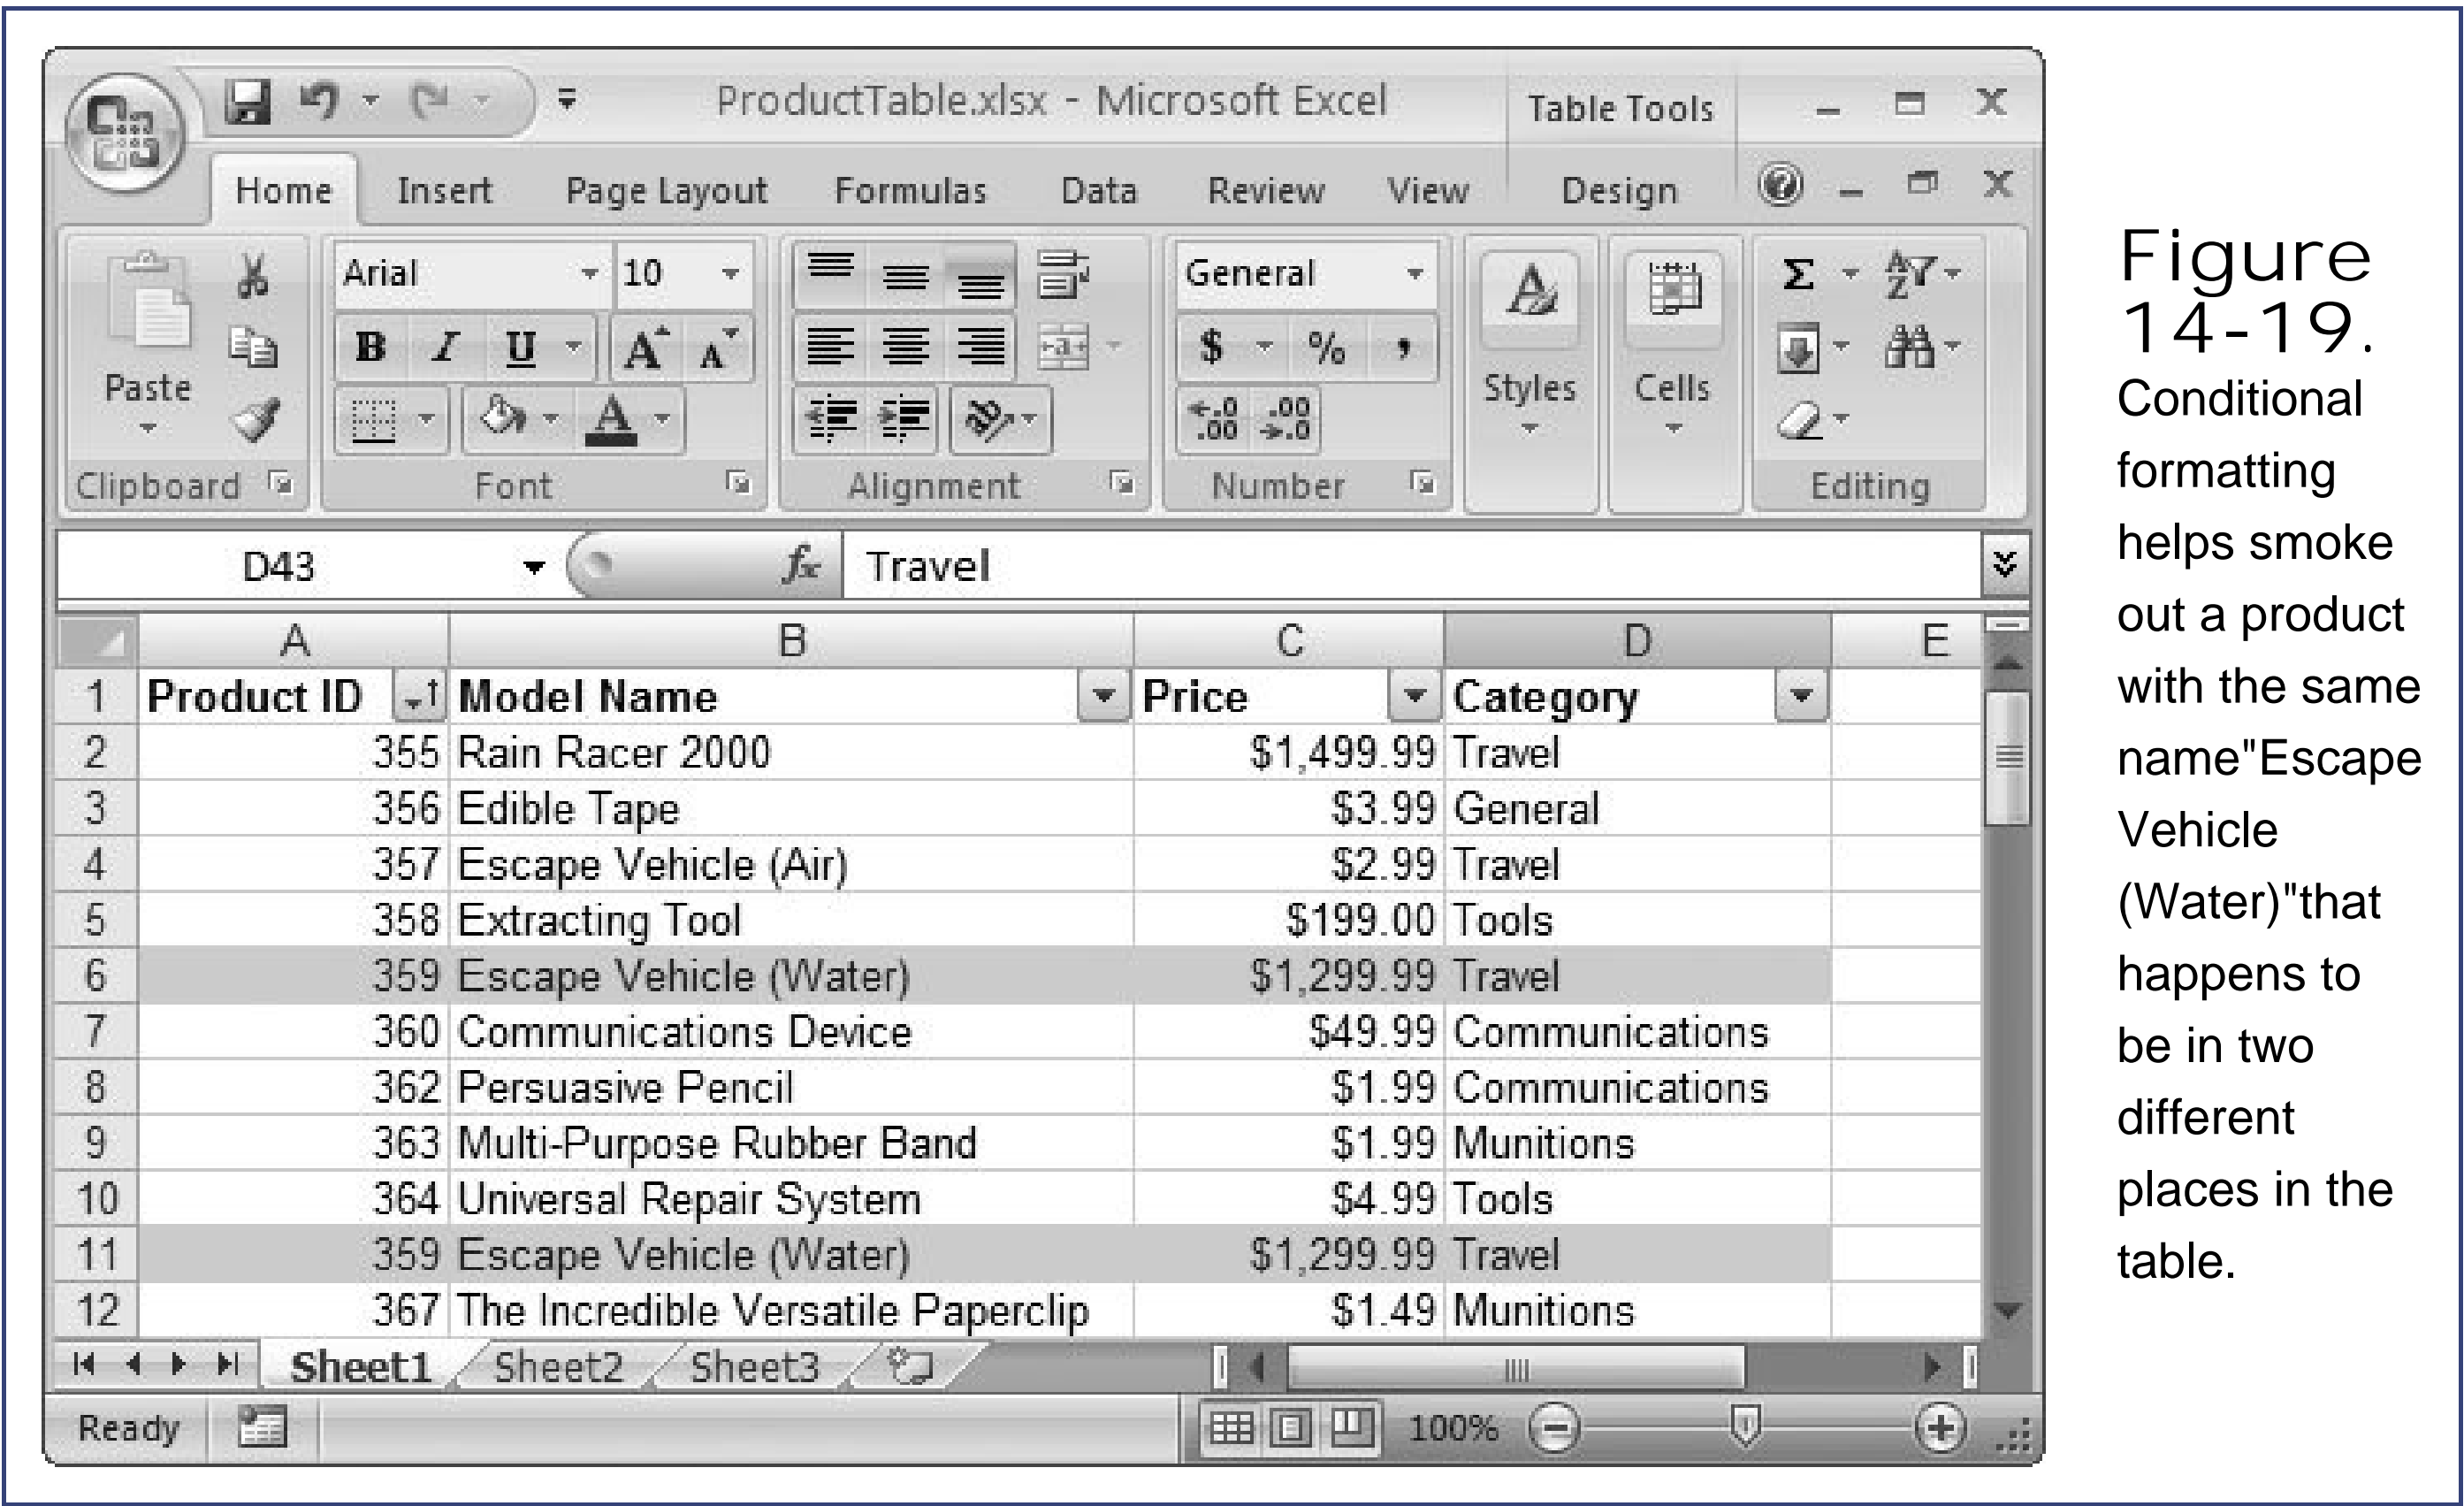 ProductTable.xlsx - Microsoft Excel Table Tools
Home Insert Page Layout Formulas Data Review View Design
Arial 10 General
B I U A A $ % ,
Paste Styles Cells
A .0 .00 .00 .0
Clipboard Font Alignment Number Editing
D43 fx Travel
A B C D E
1 Product ID Model Name Price Category
2 355 Rain Racer 2000 $1,499.99 Travel
3 356 Edible Tape $3.99 General
4 357 Escape Vehicle (Air) $2.99 Travel
5 358 Extracting Tool $199.00 Tools
6 359 Escape Vehicle (Water) $1,299.99 Travel
7 360 Communications Device $49.99 Communications
8 362 Persuasive Pencil $1.99 Communications
9 363 Multi-Purpose Rubber Band $1.99 Munitions
10 364 Universal Repair System $4.99 Tools
11 359 Escape Vehicle (Water) $1,299.99 Travel
12 367 The Incredible Versatile Paperclip $1.49 Munitions
Sheet1 Sheet2 Sheet3
Ready 100%
Figure
14-19.
Conditional
formatting
helps smoke
out a product
with the same
name"Escape
Vehicle
(Water)"that
happens to
be in two
different
places in the
table.